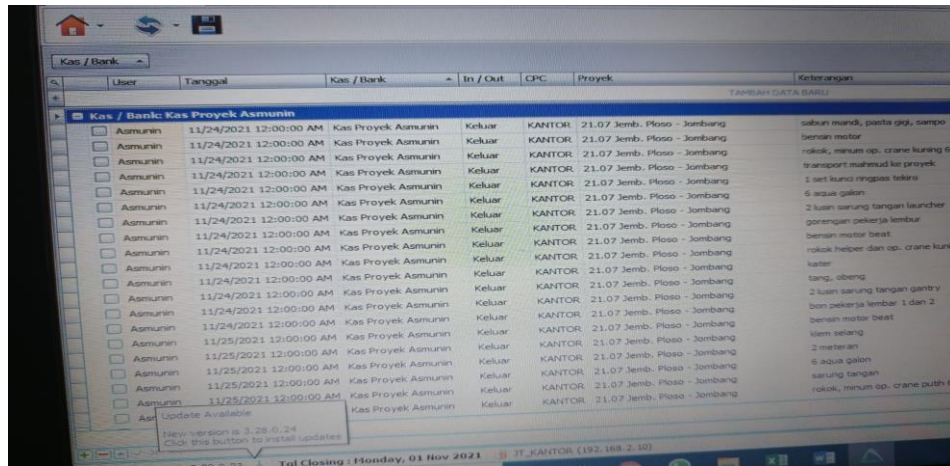 Kas / Bank
User Tanggal Kas / Bank In / Out CPC Proyek Keterangan
TAMBAH DATA BARU
Kas / Bank: Kas Proyek Asmunin
Asmunin 11/24/2021 12:00:00 AM Kas Proyek Asmunin Keluar KANTOR 21.07 Jemb. Ploso - Jombang sabun mandi, pasta gigi, sampo
Asmunin 11/24/2021 12:00:00 AM Kas Proyek Asmunin Keluar KANTOR 21.07 Jemb. Ploso - Jombang bensin motor
Asmunin 11/24/2021 12:00:00 AM Kas Proyek Asmunin Keluar KANTOR 21.07 Jemb. Ploso - Jombang rokok, minum op. crane kuning 6
Asmunin 11/24/2021 12:00:00 AM Kas Proyek Asmunin Keluar KANTOR 21.07 Jemb. Ploso - Jombang transport mahmud ke proyek
Asmunin 11/24/2021 12:00:00 AM Kas Proyek Asmunin Keluar KANTOR 21.07 Jemb. Ploso - Jombang 1 set kunci ringpas tekiro
Asmunin 11/24/2021 12:00:00 AM Kas Proyek Asmunin Keluar KANTOR 21.07 Jemb. Ploso - Jombang 6 aqua galon
Asmunin 11/24/2021 12:00:00 AM Kas Proyek Asmunin Keluar KANTOR 21.07 Jemb. Ploso - Jombang 2 lusin sarung tangan launcher
Asmunin 11/24/2021 12:00:00 AM Kas Proyek Asmunin Keluar KANTOR 21.07 Jemb. Ploso - Jombang gorengan pekerja lembur
Asmunin 11/24/2021 12:00:00 AM Kas Proyek Asmunin Keluar KANTOR 21.07 Jemb. Ploso - Jombang bensin motor beat
Asmunin 11/24/2021 12:00:00 AM Kas Proyek Asmunin Keluar KANTOR 21.07 Jemb. Ploso - Jombang rokok helper dan op. crane kuni
Asmunin 11/24/2021 12:00:00 AM Kas Proyek Asmunin Keluar KANTOR 21.07 Jemb. Ploso - Jombang kater
Asmunin 11/24/2021 12:00:00 AM Kas Proyek Asmunin Keluar KANTOR 21.07 Jemb. Ploso - Jombang tang, obeng
Asmunin 11/24/2021 12:00:00 AM Kas Proyek Asmunin Keluar KANTOR 21.07 Jemb. Ploso - Jombang 2 lusin sarung tangan gantry
Asmunin 11/24/2021 12:00:00 AM Kas Proyek Asmunin Keluar KANTOR 21.07 Jemb. Ploso - Jombang bon pekerja lembar 1 dan 2
Asmunin 11/25/2021 12:00:00 AM Kas Proyek Asmunin Keluar KANTOR 21.07 Jemb. Ploso - Jombang bensin motor beat
Asmunin 11/25/2021 12:00:00 AM Kas Proyek Asmunin Keluar KANTOR 21.07 Jemb. Ploso - Jombang klem selang
Asmunin 11/25/2021 12:00:00 AM Kas Proyek Asmunin Keluar KANTOR 21.07 Jemb. Ploso - Jombang 2 meteran
Asmunin 11/25/2021 12:00:00 AM Kas Proyek Asmunin Keluar KANTOR 21.07 Jemb. Ploso - Jombang 6 aqua galon
Asmunin 11/25/2021 12:00:00 AM Kas Proyek Asmunin Keluar KANTOR 21.07 Jemb. Ploso - Jombang sarung tangan
Kas Proyek Asmunin Keluar KANTOR 21.07 Jemb. Ploso - Jombang rokok, minum op. crane putih
Update Available
New version is 3.28.0.24
Click this button to install updates
Tgl Closing : Monday, 01 Nov 2021 JT_KANTOR (192.168.2.10)